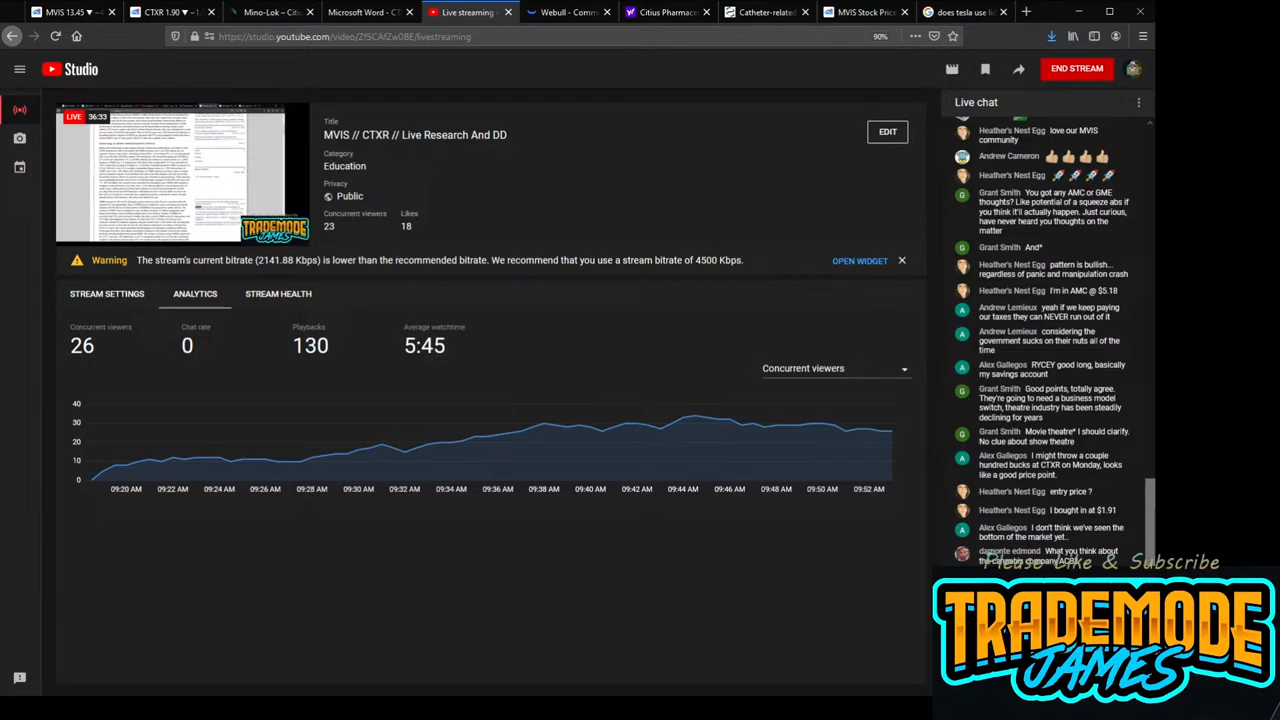 MVIS 13.45 ▼ -4
CTXR 1.90 ▼ -1.
Mino-Lok – Citi
Microsoft Word - CT
Live streaming -
Webull - Comm
Citius Pharmace
Catheter-related
MVIS Stock Price
does tesla use li
https://studio.youtube.com/video/ZfSCAfZw0BE/livestreaming
90%
Studio
END STREAM
LIVE 36:33
TRADEMODE
JAMES
Title
MVIS // CTXR // Live Research And DD
Category
Education
Privacy
Public
Concurrent viewers
Likes
Warning The stream's current bitrate (2141.88 Kbps) is lower than the recommended bitrate. We recommend that you use a stream bitrate of 4500 Kbps.
OPEN WIDGET
STREAM SETTINGS
ANALYTICS
STREAM HEALTH
Concurrent viewers
26
Chat rate
0
Playbacks
130
Average watchtime
5:45
Concurrent viewers
40
30
20
10
0
09:20 AM
09:22 AM
09:24 AM
09:26 AM
09:28 AM
09:30 AM
09:32 AM
09:34 AM
09:36 AM
09:38 AM
09:40 AM
09:42 AM
09:44 AM
09:46 AM
09:48 AM
09:50 AM
09:52 AM
Live chat
Heather's Nest Egg love our MVIS
community
Andrew Cameron
Heather's Nest Egg
Grant Smith You got any AMC or GME
if
you think it'll actually happen. Just curious,
never heard you thoughts on the
matter
Grant Smith And*
Heather's Nest Egg pattern is bullish...
regardless of panic and manipulation crash
Heather's Nest Egg I'm in AMC @ $5.18
Andrew Lemieux yeah if we keep paying
our taxes they can NEVER run out of it
Andrew Lemieux considering the
government sucks on their nuts all of the
time
Alex Gallegos RYCEY good long, basically
my savings account
Grant Smith Good points, totally agree.
They're going to need a business model
switch, theatre industry has been steadily
declining for years
Grant Smith Movie theatre* I should clarify.
No clue about show theatre
Alex Gallegos I might throw a couple
hundred bucks at CTXR on Monday, looks
like a good price point.
Heather's Nest Egg entry price ?
Heather's Nest Egg I bought in at $1.91
Alex Gallegos I don't think we've seen the
bottom of the market yet..
damonte edmond What you think about
the cannabis company ACB
Please Like & Subscribe
TRADEMODE
JAMES